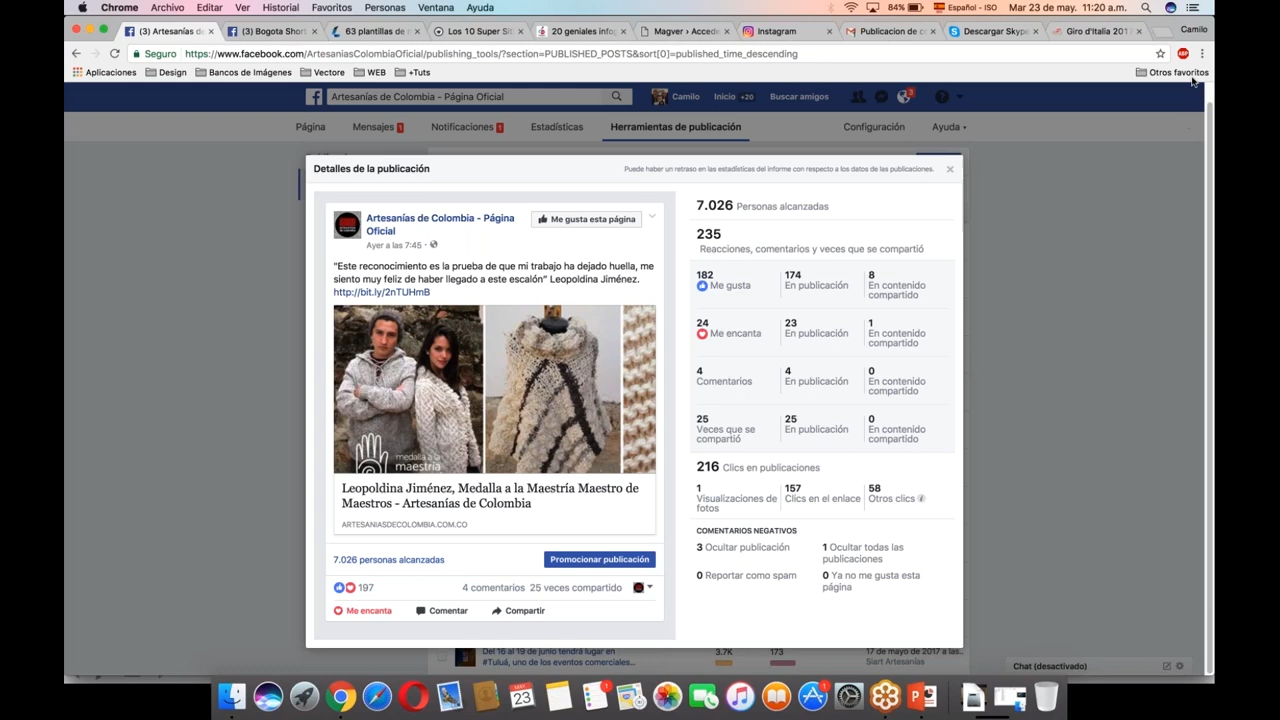 Chrome Archivo Editar Ver Historial Favoritos Personas Ventana Ayuda 84% Español - ISO Mar 23 de may. 11:20 a.m.
(3) Artesanías de (3) Bogota Short 63 plantillas de Los 10 Super Sit 20 geniales info Magver › Accede Instagram Publicacion de c Descargar Skype Giro d'Italia 201 Camilo
Seguro https://www.facebook.com/ArtesaniasColombiaOficial/publishing_tools/?section=PUBLISHED_POSTS&sort[0]=published_time_descending
Aplicaciones Design Bancos de Imágenes Vectore WEB +Tuts Otros favoritos
Artesanías de Colombia - Página Oficial Camilo Inicio +20 Buscar amigos 3
Página Mensajes 1 Notificaciones 1 Estadísticas Herramientas de publicación Configuración Ayuda
Detalles de la publicación Puede haber un retraso en las estadísticas del informe con respecto a los datos de las publicaciones.
Artesanías de Colombia - Página
Oficial
Me gusta esta página
Ayer a las 7:45
"Este reconocimiento es la prueba de que mi trabajo ha dejado huella, me
siento muy feliz de haber llegado a este escalón" Leopoldina Jiménez.
http://bit.ly/2nTUHmB
medalla a la
maestría
Leopoldina Jiménez, Medalla a la Maestría Maestro de
Maestros - Artesanías de Colombia
ARTESANIASDECOLOMBIA.COM.CO
7.026 personas alcanzadas Promocionar publicación
197 4 comentarios 25 veces compartido
Me encanta Comentar Compartir
7.026 Personas alcanzadas
235
Reacciones, comentarios y veces que se compartió
182 174 8
Me gusta En publicación En contenido
compartido
24 23 1
Me encanta En publicación En contenido
compartido
4 4 0
Comentarios En publicación En contenido
compartido
25 25 0
Veces que se En publicación En contenido
compartió compartido
216 Clics en publicaciones
1 157 58
Visualizaciones de Clics en el enlace Otros clics
fotos
COMENTARIOS NEGATIVOS
3 Ocultar publicación 1 Ocultar todas las
publicaciones
0 Reportar como spam 0 Ya no me gusta esta
página
Del 16 al 19 de junio tendrá lugar en 3.7K 173 17 de mayo de 2017 a las
#Tuluá, uno de los eventos comerciales... Siart Artesanías
Chat (desactivado)
MAY
23
1
1